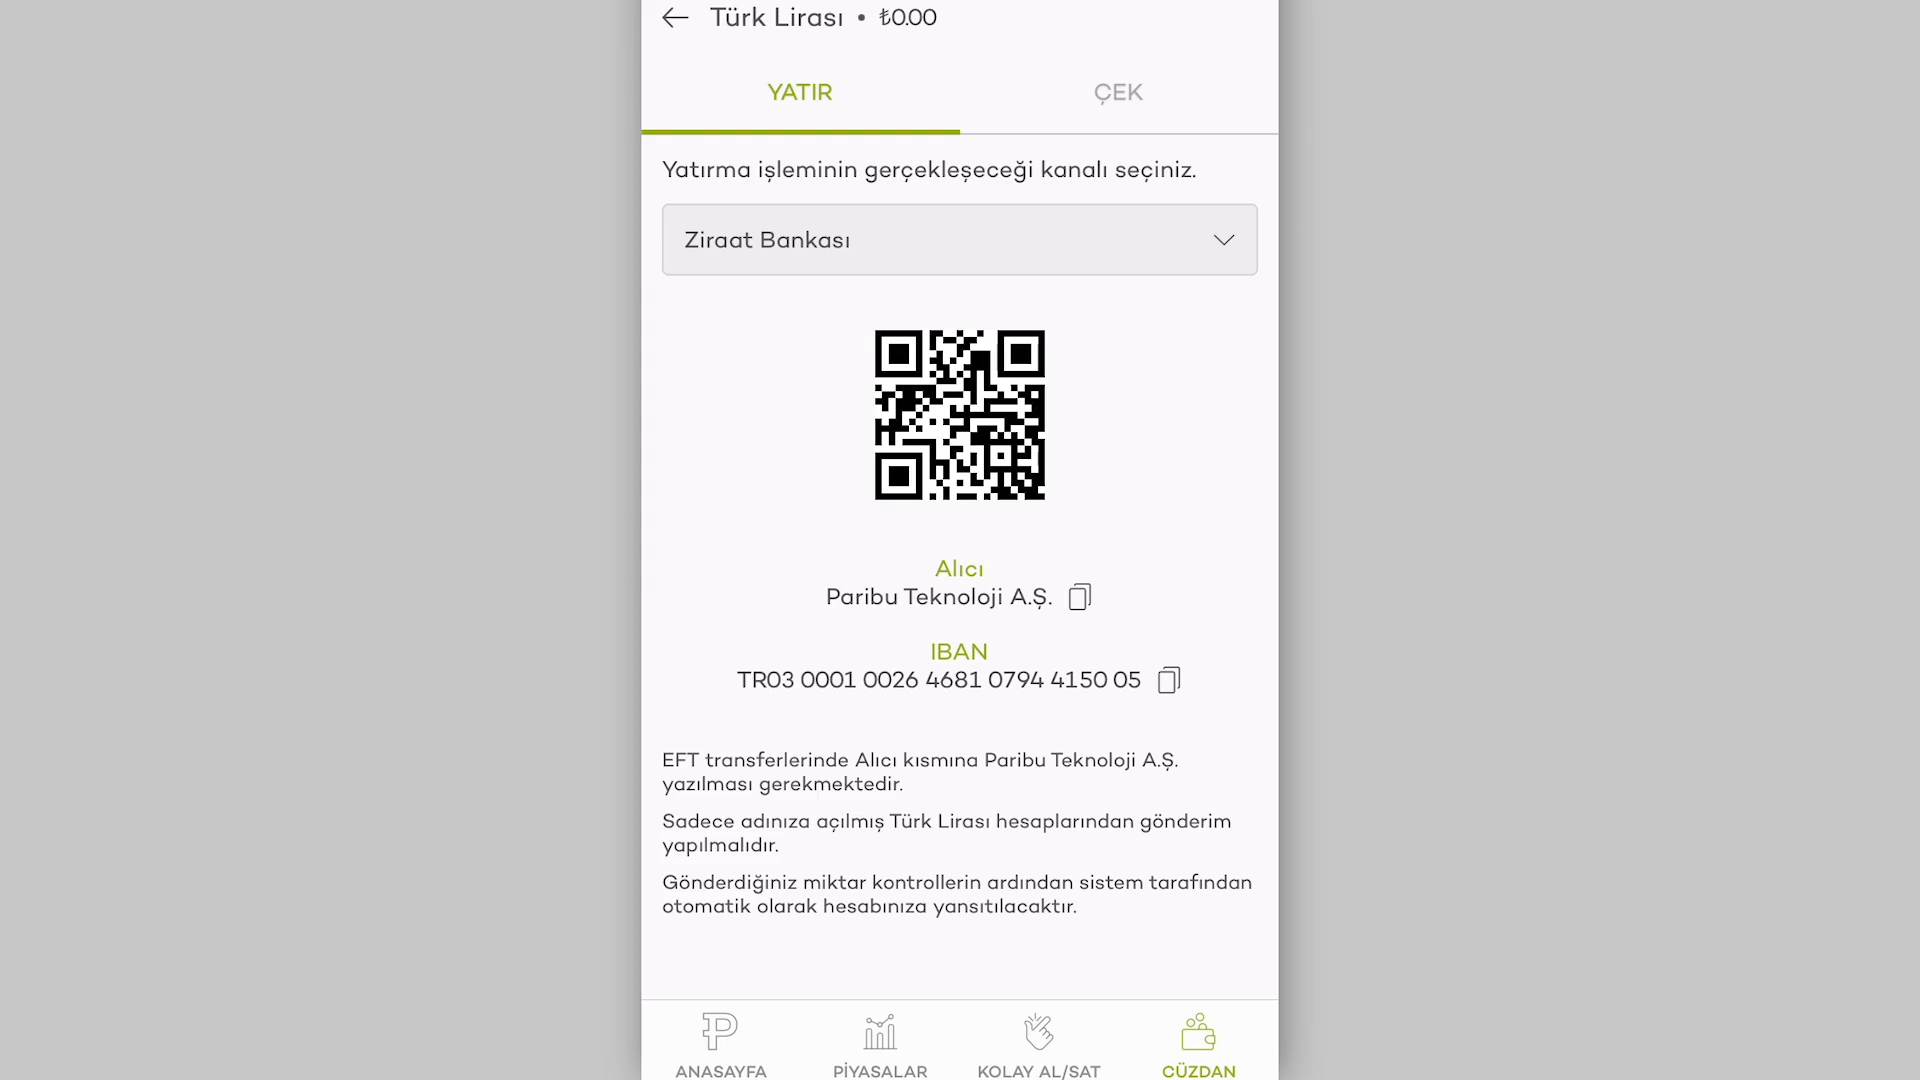 Türk Lirası • ₺0.00
YATIR
ÇEK
Yatırma işleminin gerçekleşeceği kanalı seçiniz.
Ziraat Bankası
Alıcı
Paribu Teknoloji A.Ş.
IBAN
TR03 0001 0026 4681 0794 4150 05
EFT transferlerinde Alıcı kısmına Paribu Teknoloji A.Ş.
yazılması gerekmektedir.
Sadece adınıza açılmış Türk Lirası hesaplarından gönderim
yapılmalıdır.
Gönderdiğiniz miktar kontrollerin ardından sistem tarafından
otomatik olarak hesabınıza yansıtılacaktır.
ANASAYFA
PİYASALAR
KOLAY AL/SAT
CÜZDAN